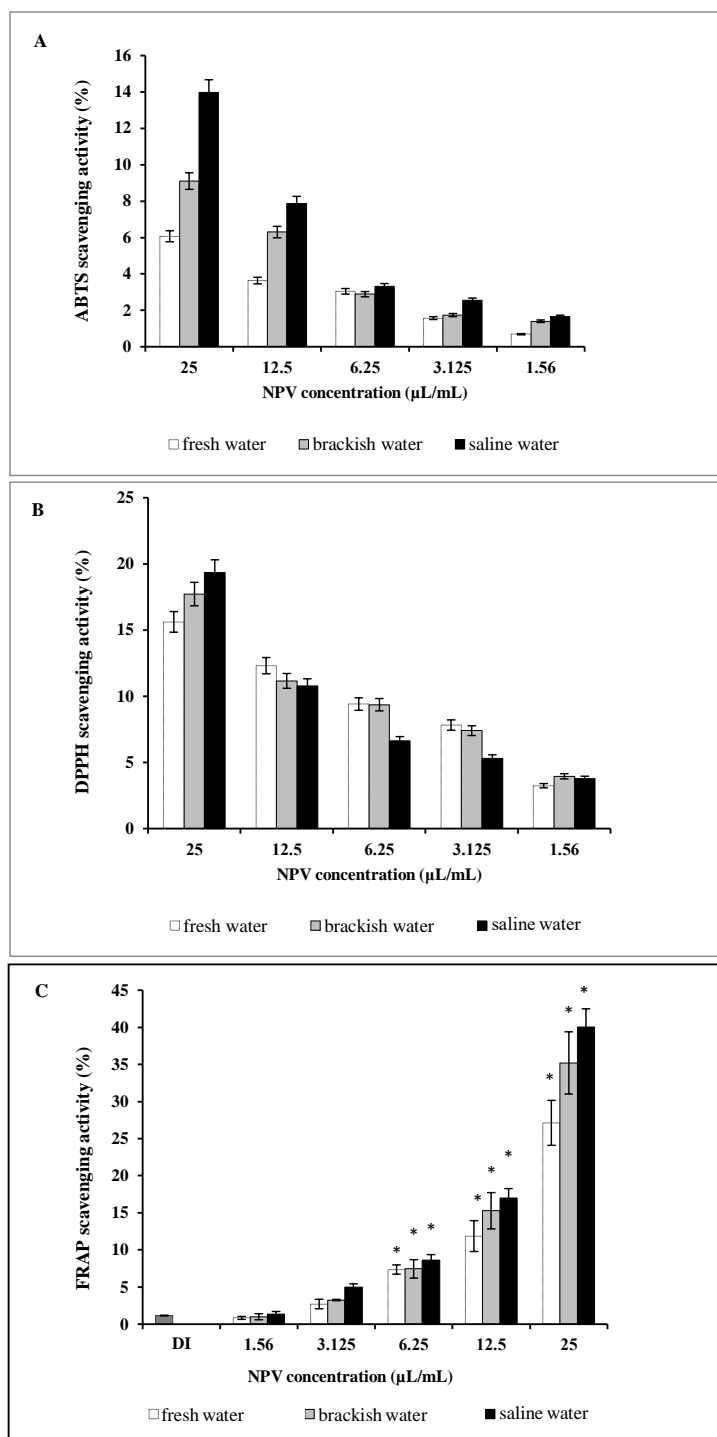 A
ABTS scavenging activity (%)
16
14
12
10
8
6
4
2
0
25 12.5 6.25 3.125 1.56
NPV concentration (µL/mL)
fresh water brackish water saline water
B
DPPH scavenging activity (%)
25
20
15
10
5
0
25 12.5 6.25 3.125 1.56
NPV concentration (µL/mL)
fresh water brackish water saline water
C
FRAP scavenging activity (%)
45
40
35
30
25
20
15
10
5
0
* * *
* * *
* * *
DI 1.56 3.125 6.25 12.5 25
NPV concentration (µL/mL)
fresh water brackish water saline water